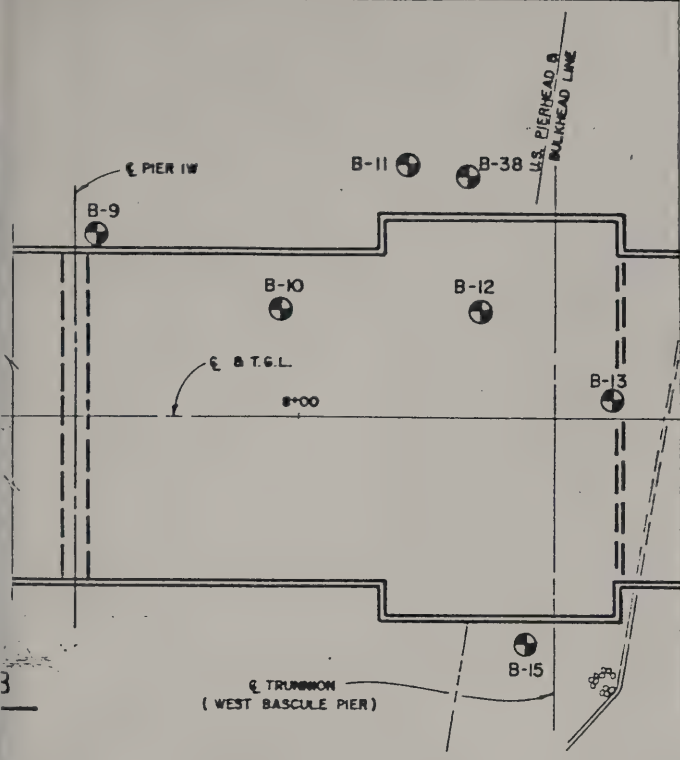 U.S. PIERHEAD &
BULKHEAD LINE
℄ PIER 1W
B-11
B-38
B-9
B-10
B-12
℄ & T.G.L.
8+00
B-13
B-15
℄ TRUNNION
( WEST BASCULE PIER )